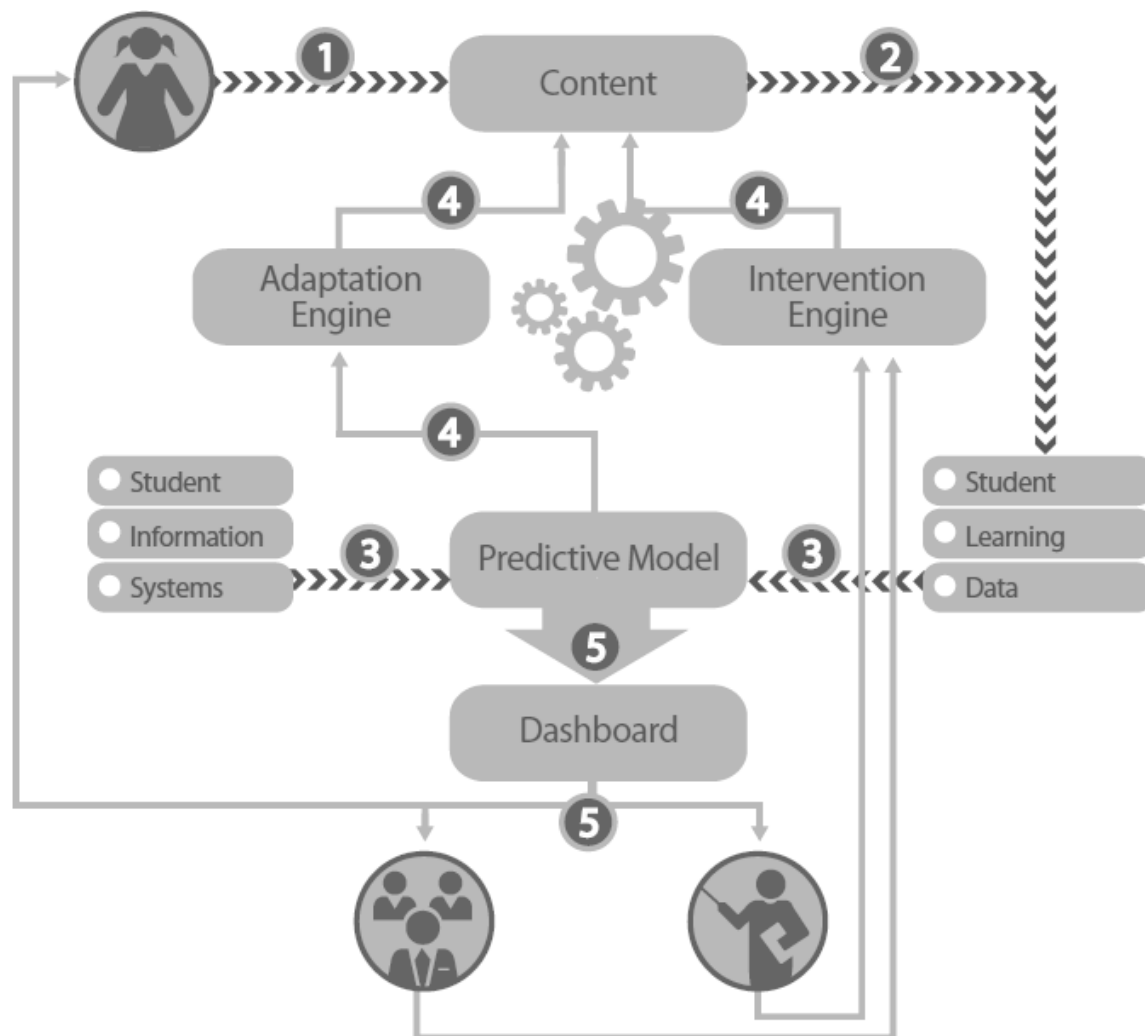 1
2
Content
4
4
Adaptation
Engine
Intervention
Engine
4
Student
Information
Systems
3
Predictive Model
3
Student
Learning
Data
5
Dashboard
5